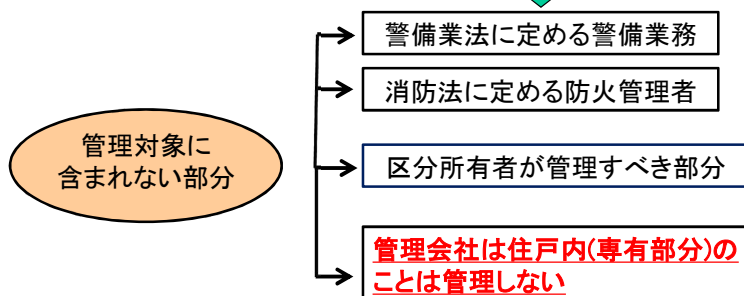 警備業法に定める警備業務
消防法に定める防火管理者
管理対象に
含まれない部分
区分所有者が管理すべき部分
管理会社は住戸内(専有部分)の
ことは管理しない